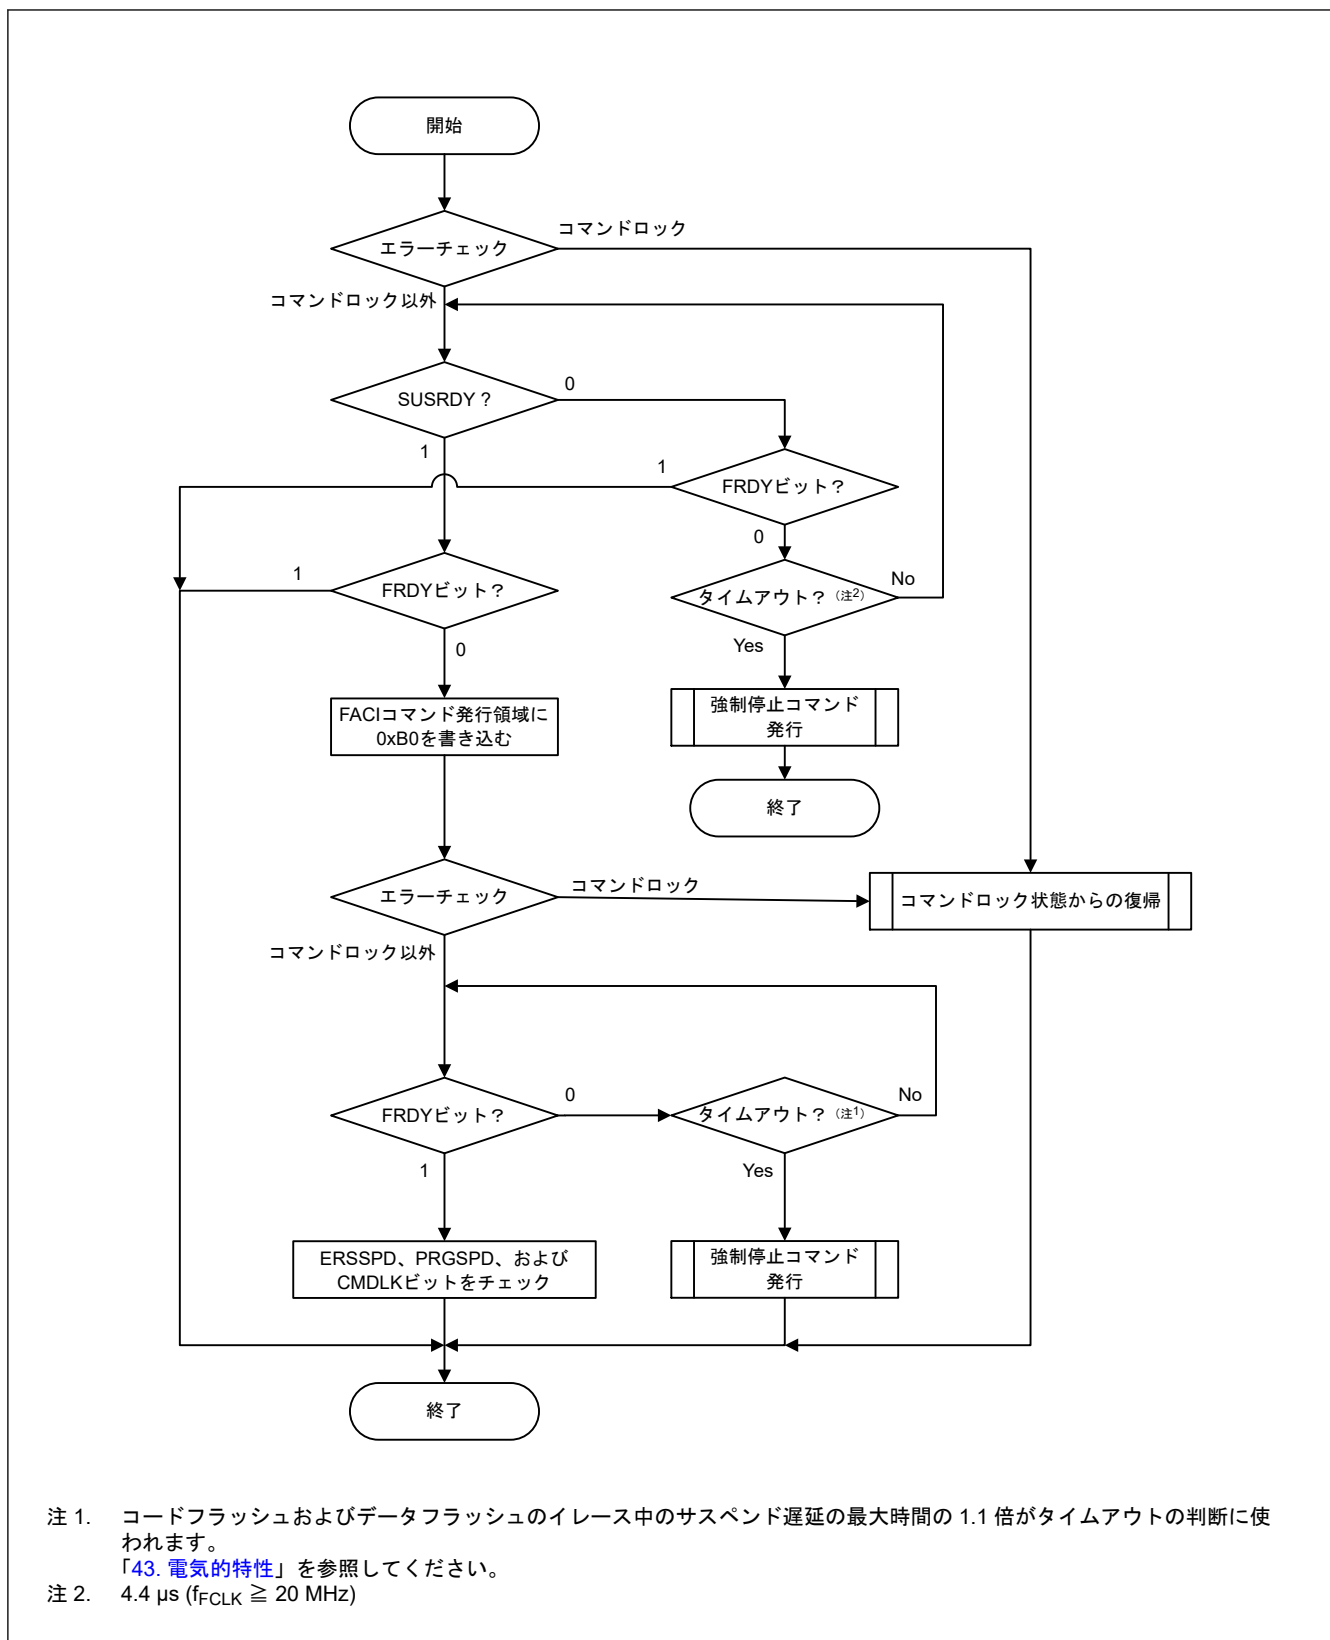 開始
エラーチェック
コマンドロック
コマンドロック以外
SUSRDY ?
0
1
1
FRDYビット？
0
FRDYビット？
1
0
タイムアウト？（注2）
No
Yes
FACIコマンド発行領域に
0xB0を書き込む
強制停止コマンド
発行
終了
エラーチェック
コマンドロック
コマンドロック状態からの復帰
コマンドロック以外
FRDYビット？
0
タイムアウト？（注1）
No
1
Yes
ERSSPD、PRGSPD、および
CMDLKビットをチェック
強制停止コマンド
発行
終了
注 1. コードフラッシュおよびデータフラッシュのイレース中のサスペンド遅延の最大時間の 1.1 倍がタイムアウトの判断に使
われます。
「43. 電気的特性」を参照してください。
注 2. 4.4 µs (fFCLK ≧ 20 MHz)